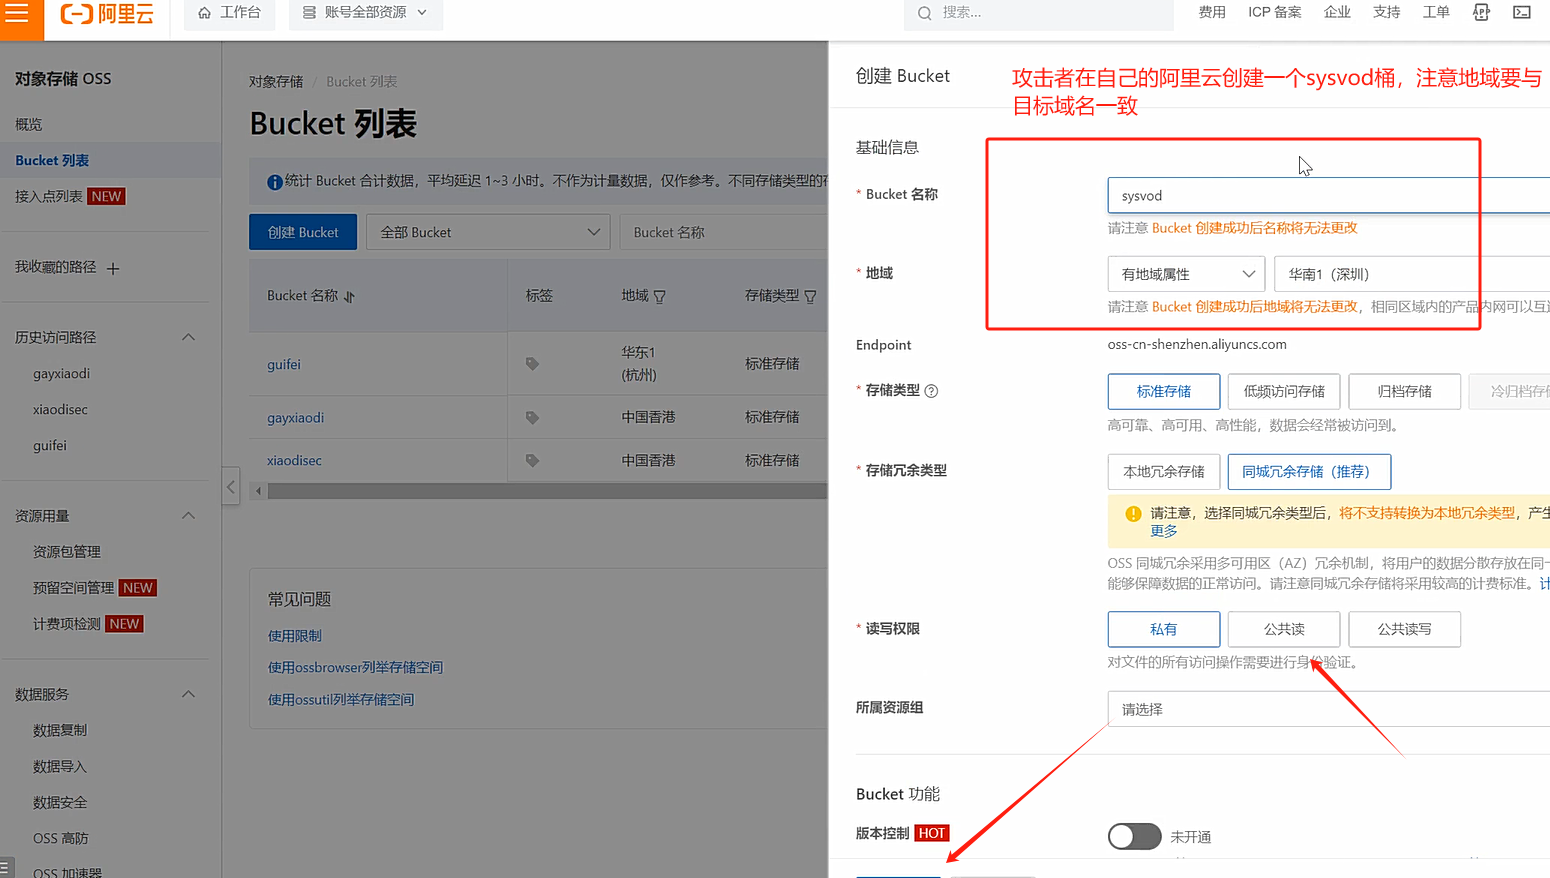 阿里云
工作台
账号全部资源
搜索...
费用
ICP 备案
企业
支持
工单
对象存储 OSS
概览
Bucket 列表
接入点列表 NEW
我收藏的路径
历史访问路径
gayxiaodi
xiaodisec
guifei
资源用量
资源包管理
预留空间管理 NEW
计费项检测 NEW
数据服务
数据复制
数据导入
数据安全
OSS 高防
OSS 加速器
对象存储 / Bucket 列表
Bucket 列表
统计 Bucket 合计数据，平均延迟 1~3 小时。不作为计量数据，仅作参考。不同存储类型的
创建 Bucket
全部 Bucket
Bucket 名称
Bucket 名称
标签
地域
存储类型
guifei
华东1
(杭州)
标准存储
gayxiaodi
中国香港
标准存储
xiaodisec
中国香港
标准存储
常见问题
使用限制
使用ossbrowser列举存储空间
使用ossutil列举存储空间
创建 Bucket
攻击者在自己的阿里云创建一个sysvod桶，注意地域要与
目标域名一致
基础信息
* Bucket 名称
sysvod
请注意 Bucket 创建成功后名称将无法更改
* 地域
有地域属性
华南1（深圳）
请注意 Bucket 创建成功后地域将无法更改，相同区域内的产品内网可以互
Endpoint
oss-cn-shenzhen.aliyuncs.com
* 存储类型
标准存储
低频访问存储
归档存储
冷归档存
高可靠、高可用、高性能，数据会经常被访问到。
* 存储冗余类型
本地冗余存储
同城冗余存储（推荐）
请注意，选择同城冗余类型后，将不支持转换为本地冗余类型，产
更多
OSS 同城冗余采用多可用区（AZ）冗余机制，将用户的数据分散存放在同
能够保障数据的正常访问。请注意同城冗余存储将采用较高的计费标准。计
* 读写权限
私有
公共读
公共读写
对文件的所有访问操作需要进行身份验证。
所属资源组
请选择
Bucket 功能
版本控制 HOT
未开通